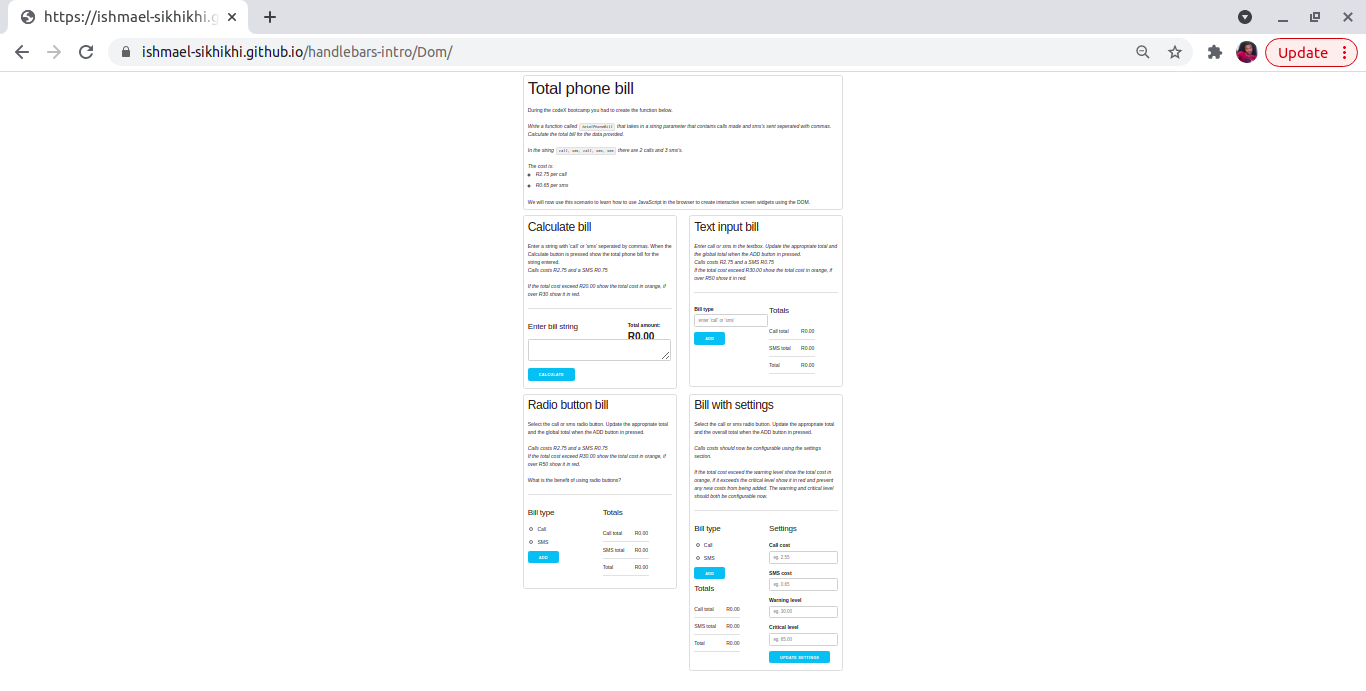 https://ishmael-sikhikhi.g
ishmael-sikhikhi.github.io/handlebars-intro/Dom/
Update
Total phone bill
During the codeX bootcamp you had to create the function below.
Write a function called totalPhoneBill that takes in a string parameter that contains calls made and sms's sent seperated with commas.
Calculate the total bill for the data provided.
In the string call, sms, call, sms, sms there are 2 calls and 3 sms's.
The cost is:
R2.75 per call
R0.65 per sms
We will now use this scenario to learn how to use JavaScript in the browser to create interactive screen widgets using the DOM.
Calculate bill
Enter a string with 'call' or 'sms' seperated by commas. When the
Calculate button is pressed show the total phone bill for the
string entered.
Calls costs R2.75 and a SMS R0.75
If the total cost exceed R20.00 show the total cost in orange, if
over R30 show it in red.
Enter bill string
Total amount:
R0.00
CALCULATE
Text input bill
Enter call or sms in the textbox. Update the appropriate total and
the global total when the ADD button in pressed.
Calls costs R2.75 and a SMS R0.75
If the total cost exceed R30.00 show the total cost in orange, if
over R50 show it in red.
Bill type
enter 'call' or 'sms'
ADD
Totals
Call total R0.00
SMS total R0.00
Total R0.00
Radio button bill
Select the call or sms radio button. Update the appropriate total
and the global total when the ADD button in pressed.
Calls costs R2.75 and a SMS R0.75
If the total cost exceed R30.00 show the total cost in orange, if
over R50 show it in red.
What is the benefit of using radio buttons?
Bill type
Call
SMS
ADD
Totals
Call total R0.00
SMS total R0.00
Total R0.00
Bill with settings
Select the call or sms radio button. Update the appropriate total
and the overall total when the ADD button in pressed.
Calls costs should now be configurable using the settings
section.
If the total cost exceed the warning level show the total cost in
orange, if it exceeds the critical level show it in red and prevent
any new costs from being added. The warning and critical level
should both be configurable now.
Bill type
Call
SMS
ADD
Totals
Call total R0.00
SMS total R0.00
Total R0.00
Settings
Call cost
eg. 2.55
SMS cost
eg. 0.85
Warning level
eg. 30.00
Critical level
eg. 65.00
UPDATE SETTINGS